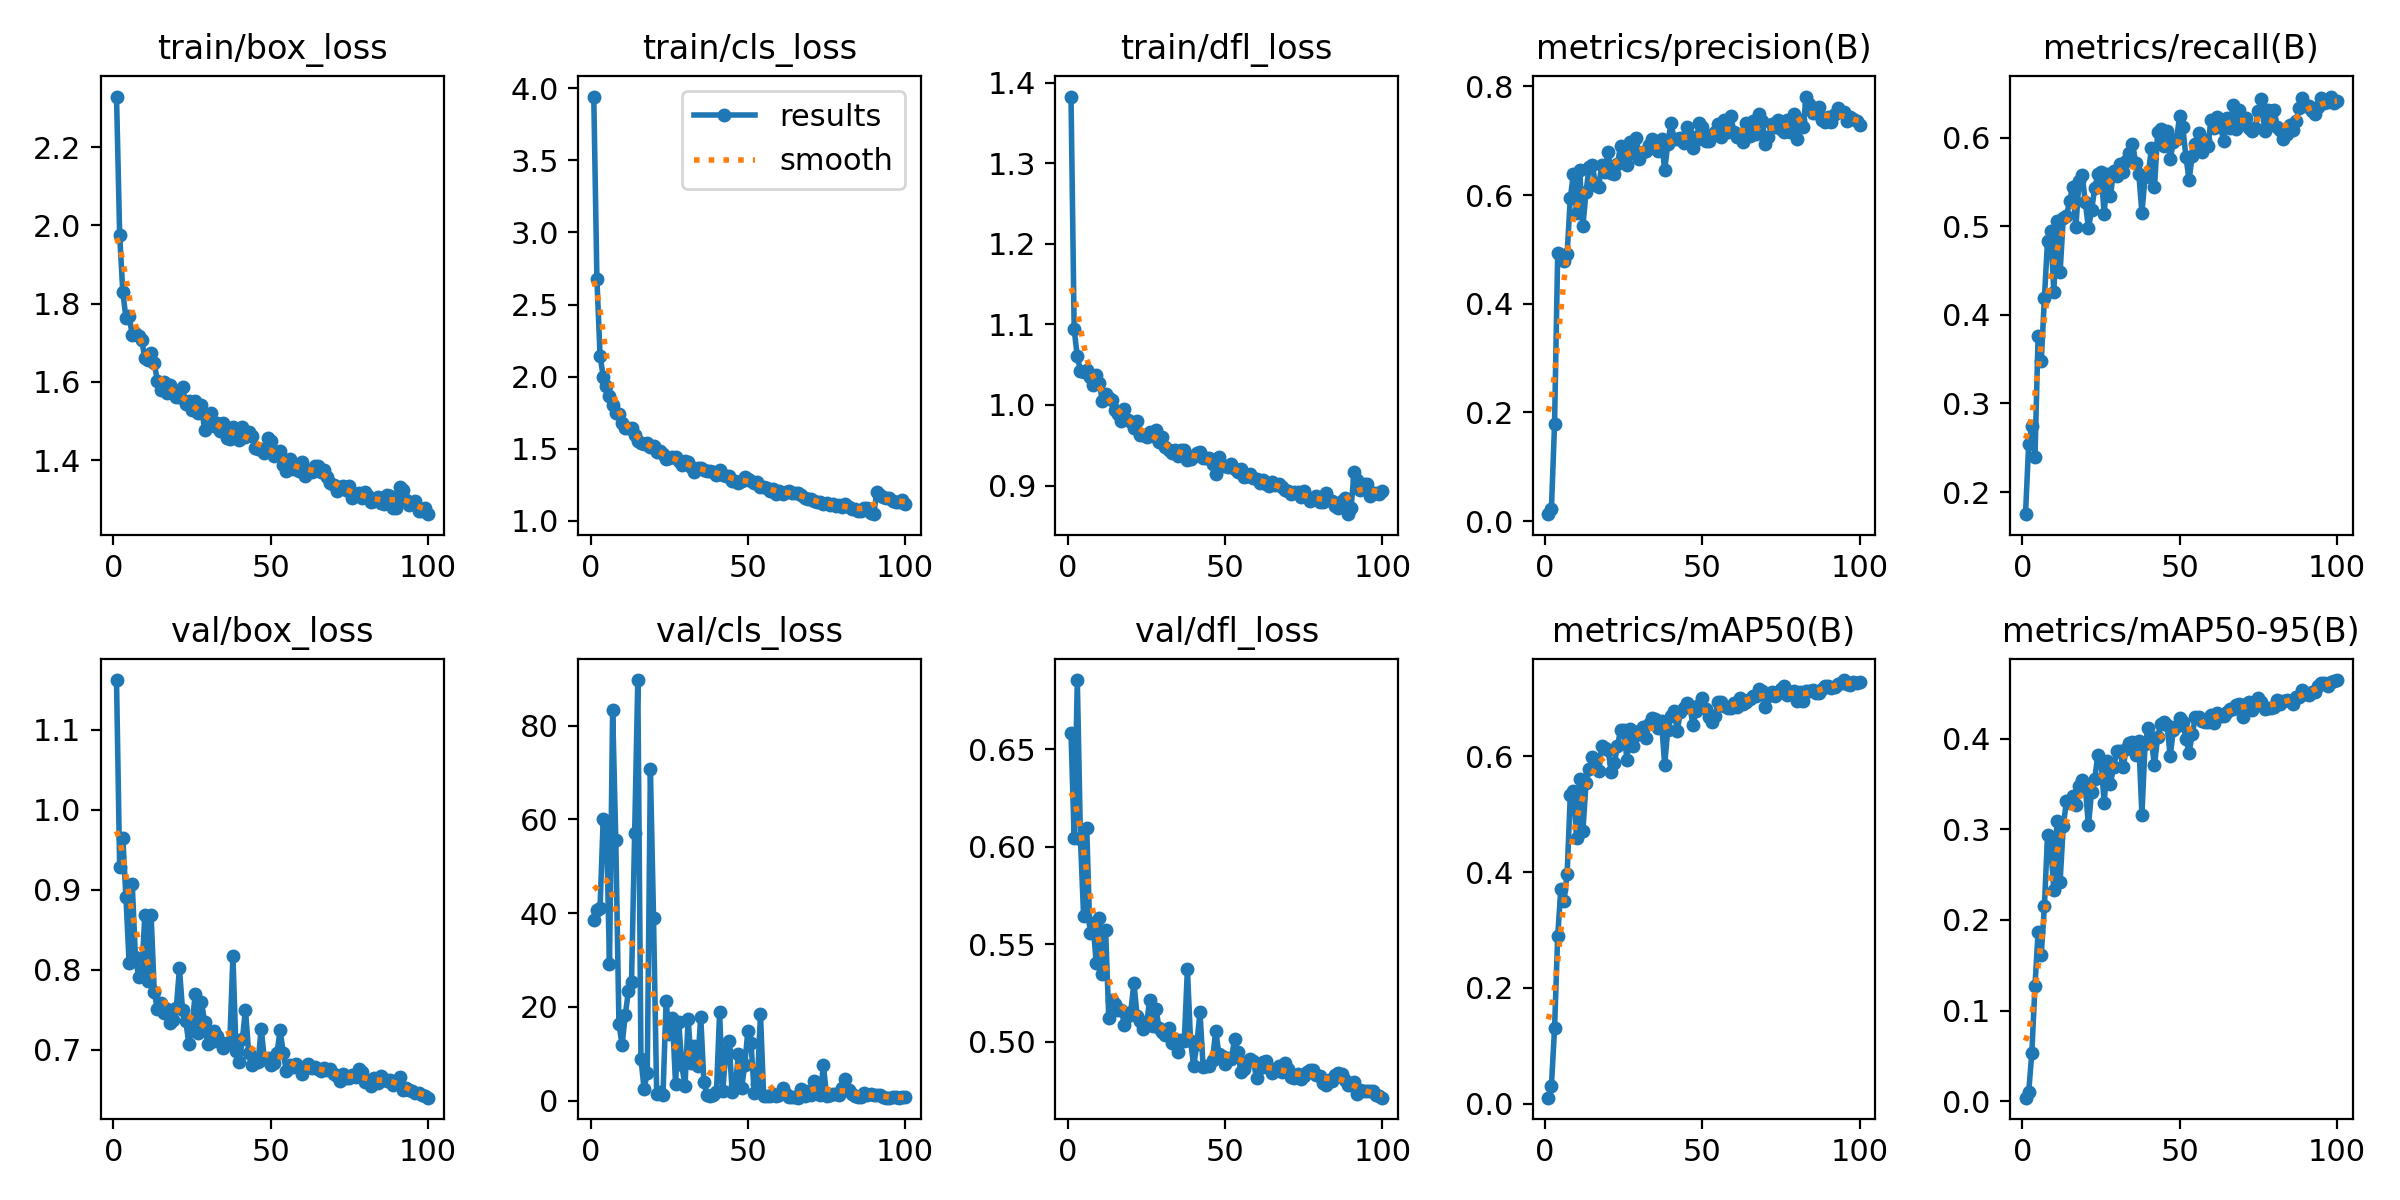 train/box_loss
2.2
2.0
1.8
1.6
1.4
0 50 100
train/cls_loss
results
smooth
4.0
3.5
3.0
2.5
2.0
1.5
1.0
0 50 100
train/dfl_loss
1.4
1.3
1.2
1.1
1.0
0.9
0 50 100
metrics/precision(B)
0.8
0.6
0.4
0.2
0.0
0 50 100
metrics/recall(B)
0.6
0.5
0.4
0.3
0.2
0 50 100
val/box_loss
1.1
1.0
0.9
0.8
0.7
0 50 100
val/cls_loss
80
60
40
20
0
0 50 100
val/dfl_loss
0.65
0.60
0.55
0.50
0 50 100
metrics/mAP50(B)
0.6
0.4
0.2
0.0
0 50 100
metrics/mAP50-95(B)
0.4
0.3
0.2
0.1
0.0
0 50 100